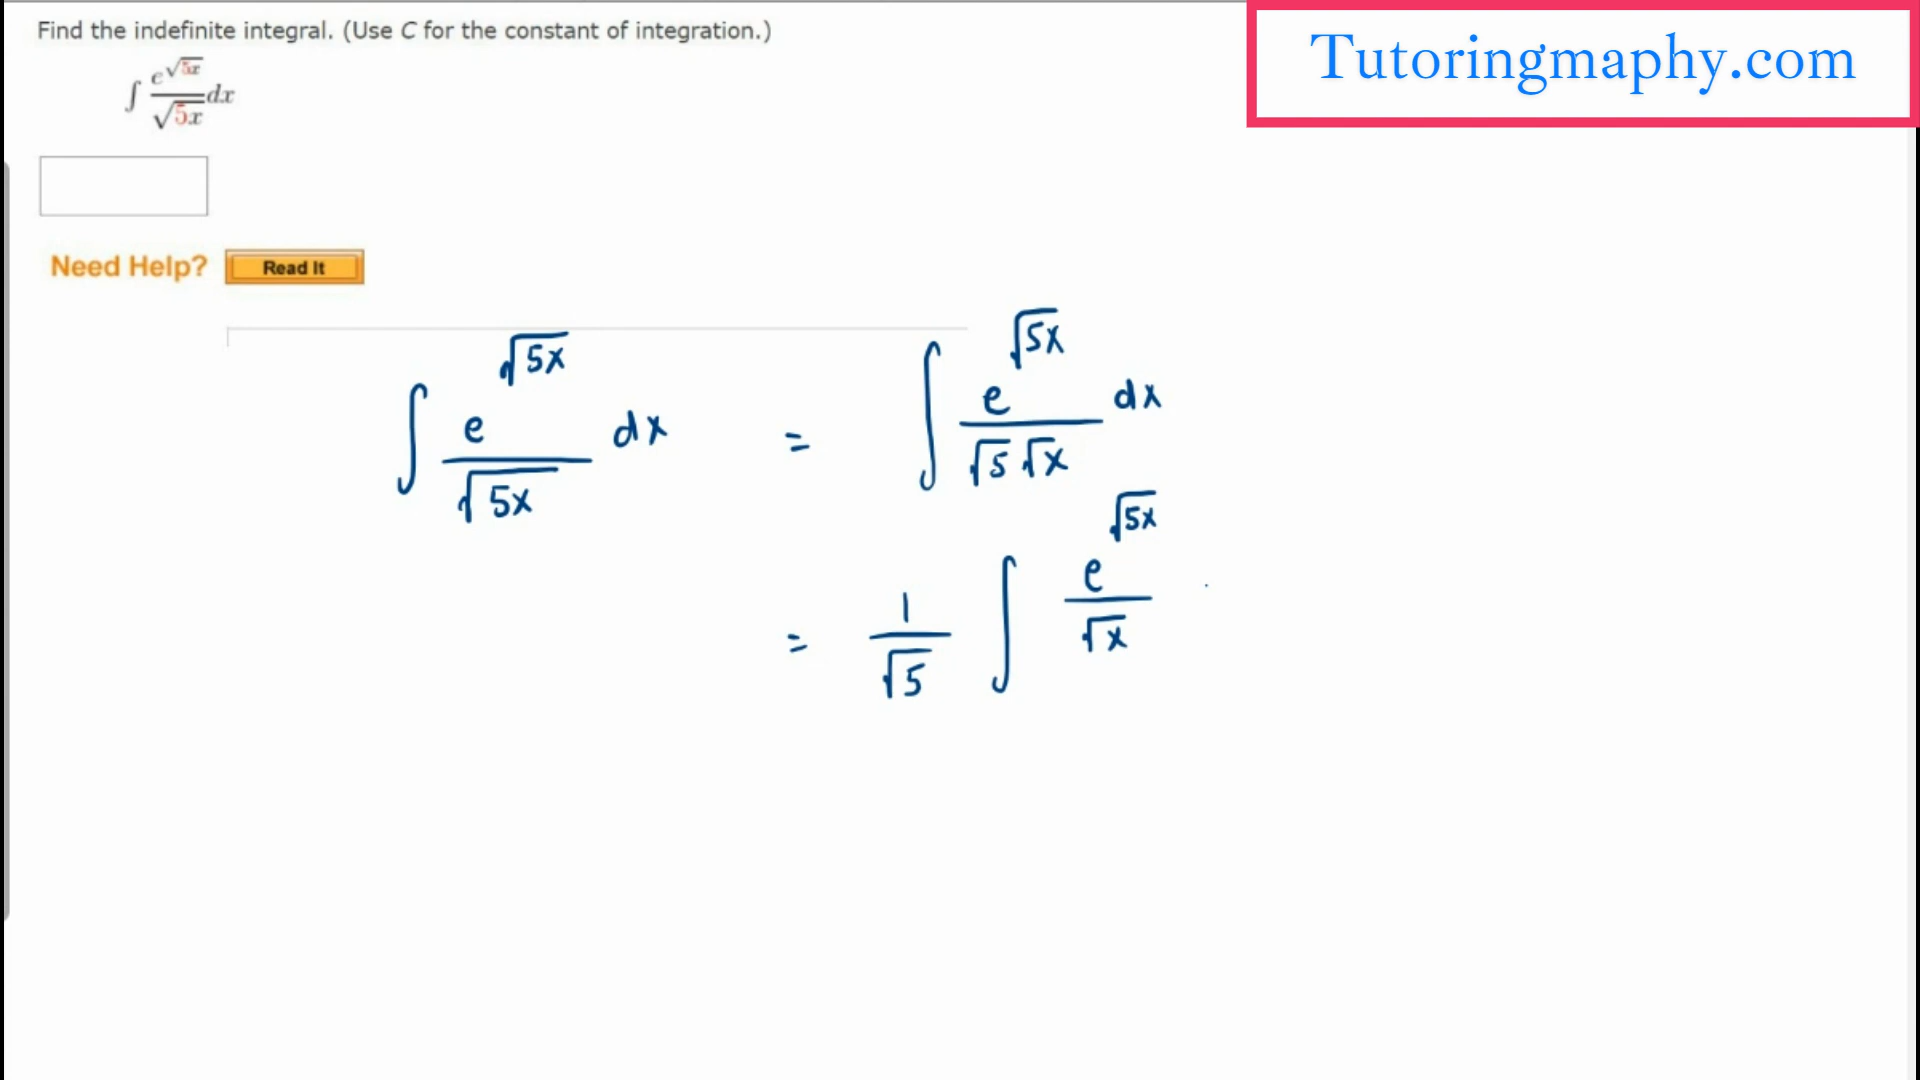 Find the indefinite integral. (Use C for the constant of integration.)
Tutoringmaphy.com
∫ e^√5x / √5x dx
Need Help? Read It
∫ e^√5x / √5x dx = ∫ e^√5x / √5 √x dx
= 1/√5 ∫ e^√5x / √x